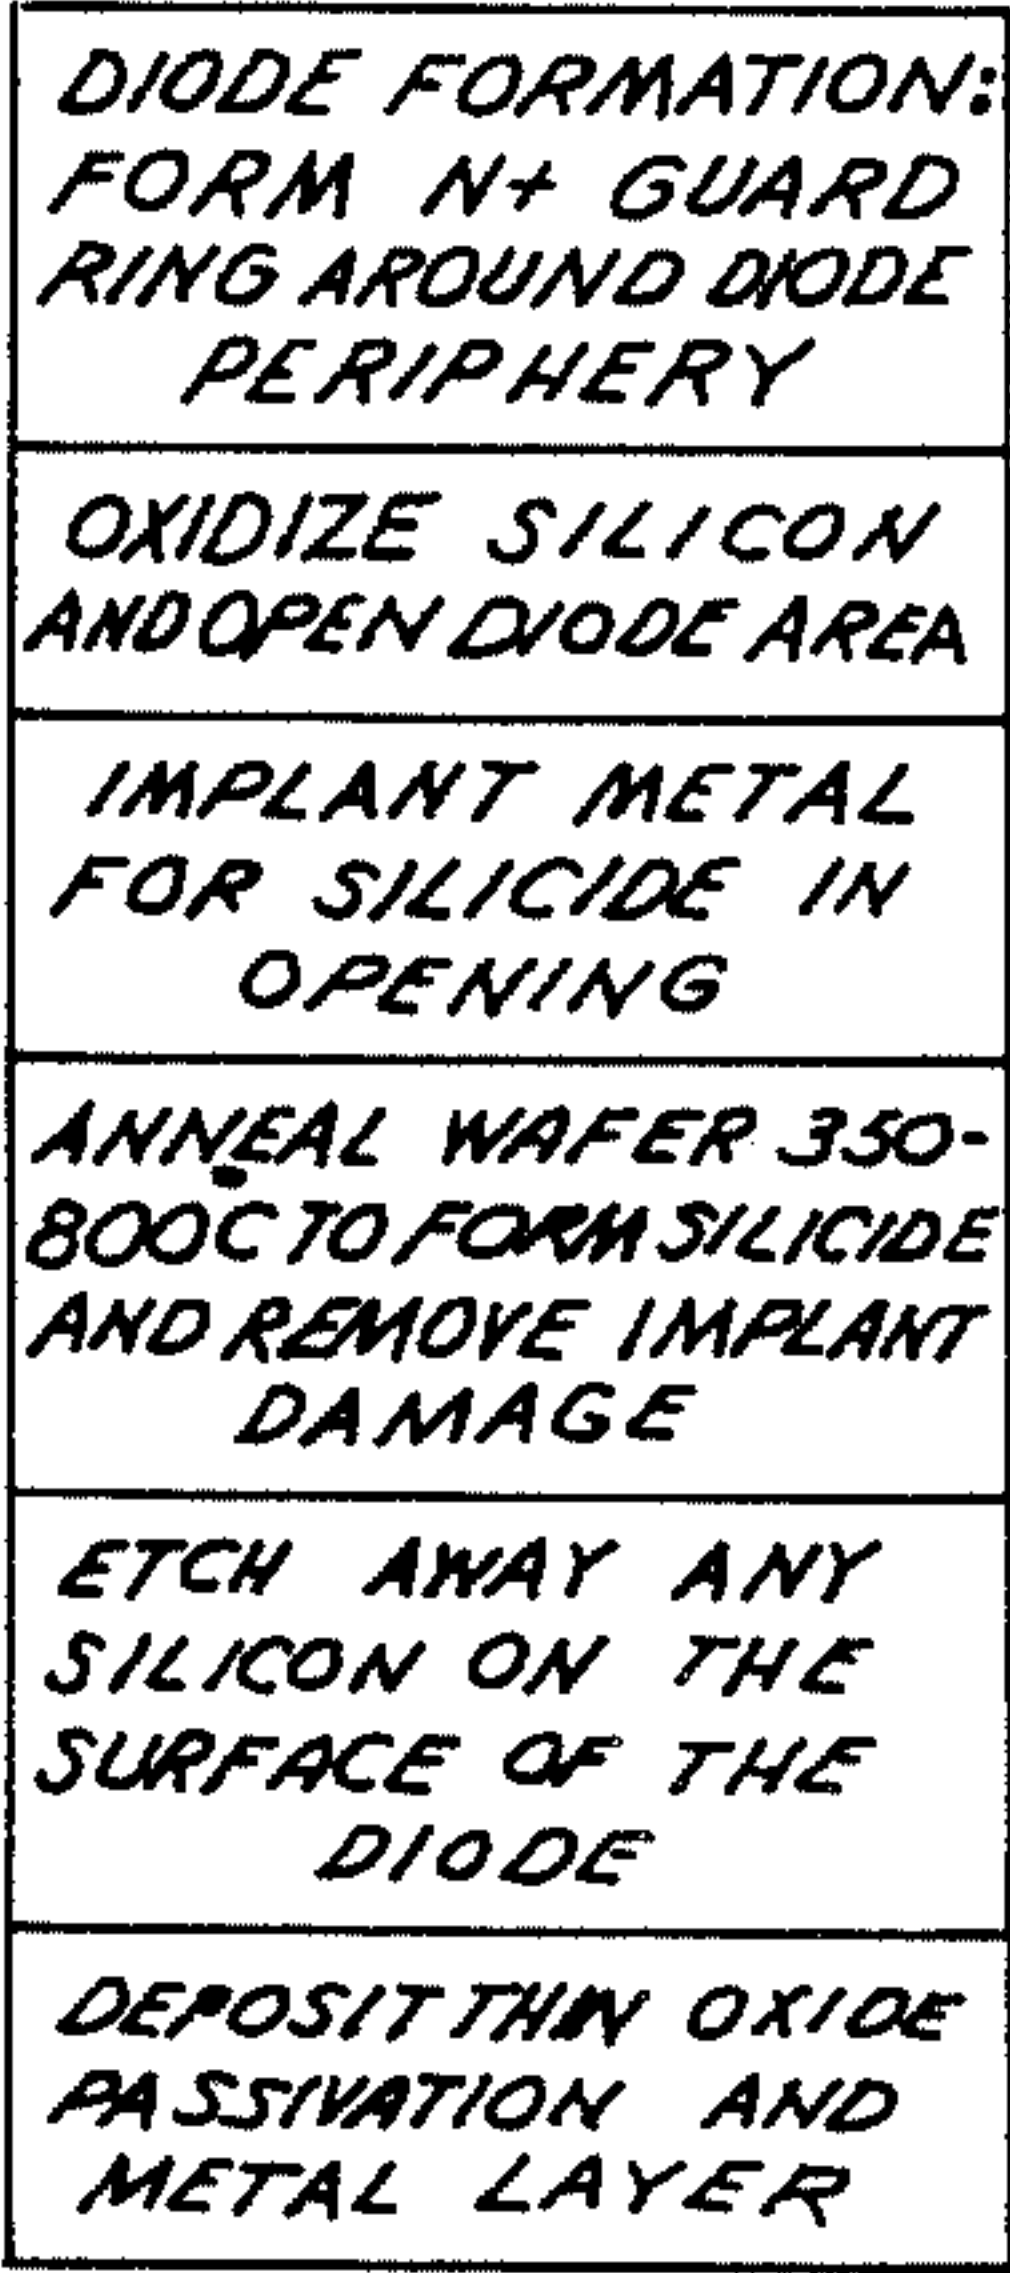 DIODE FORMATION:
FORM N+ GUARD
RING AROUND DIODE
PERIPHERY
OXIDIZE SILICON
AND OPEN DIODE AREA
IMPLANT METAL
FOR SILICIDE IN
OPENING
ANNEAL WAFER 350-
800C TO FORM SILICIDE
AND REMOVE IMPLANT
DAMAGE
ETCH AWAY ANY
SILICON ON THE
SURFACE OF THE
DIODE
DEPOSIT THIN OXIDE
PASSIVATION AND
METAL LAYER